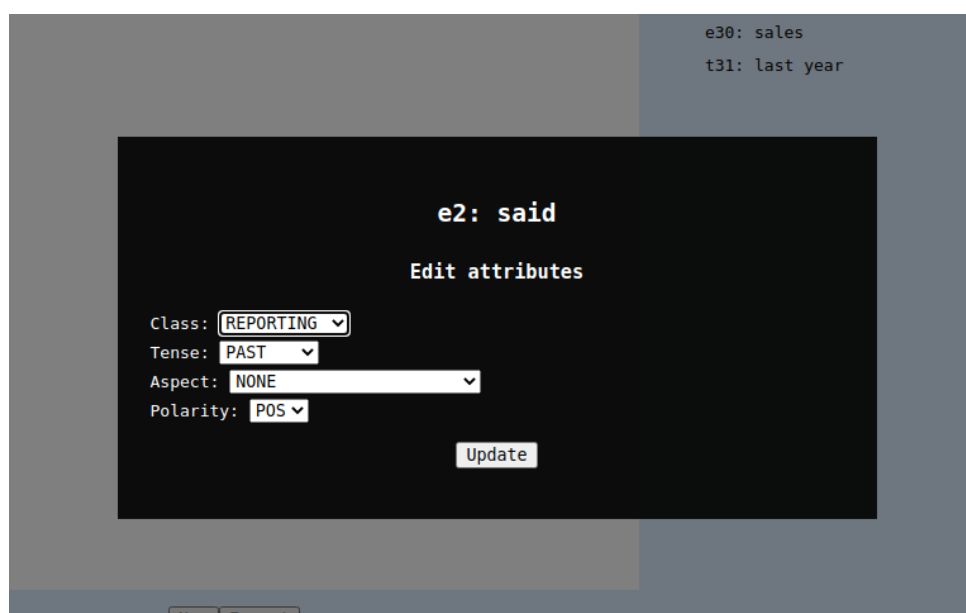 e30: sales
t31: last year
e2: said
Edit attributes
Class: REPORTING
Tense: PAST
Aspect: NONE
Polarity: POS
Update